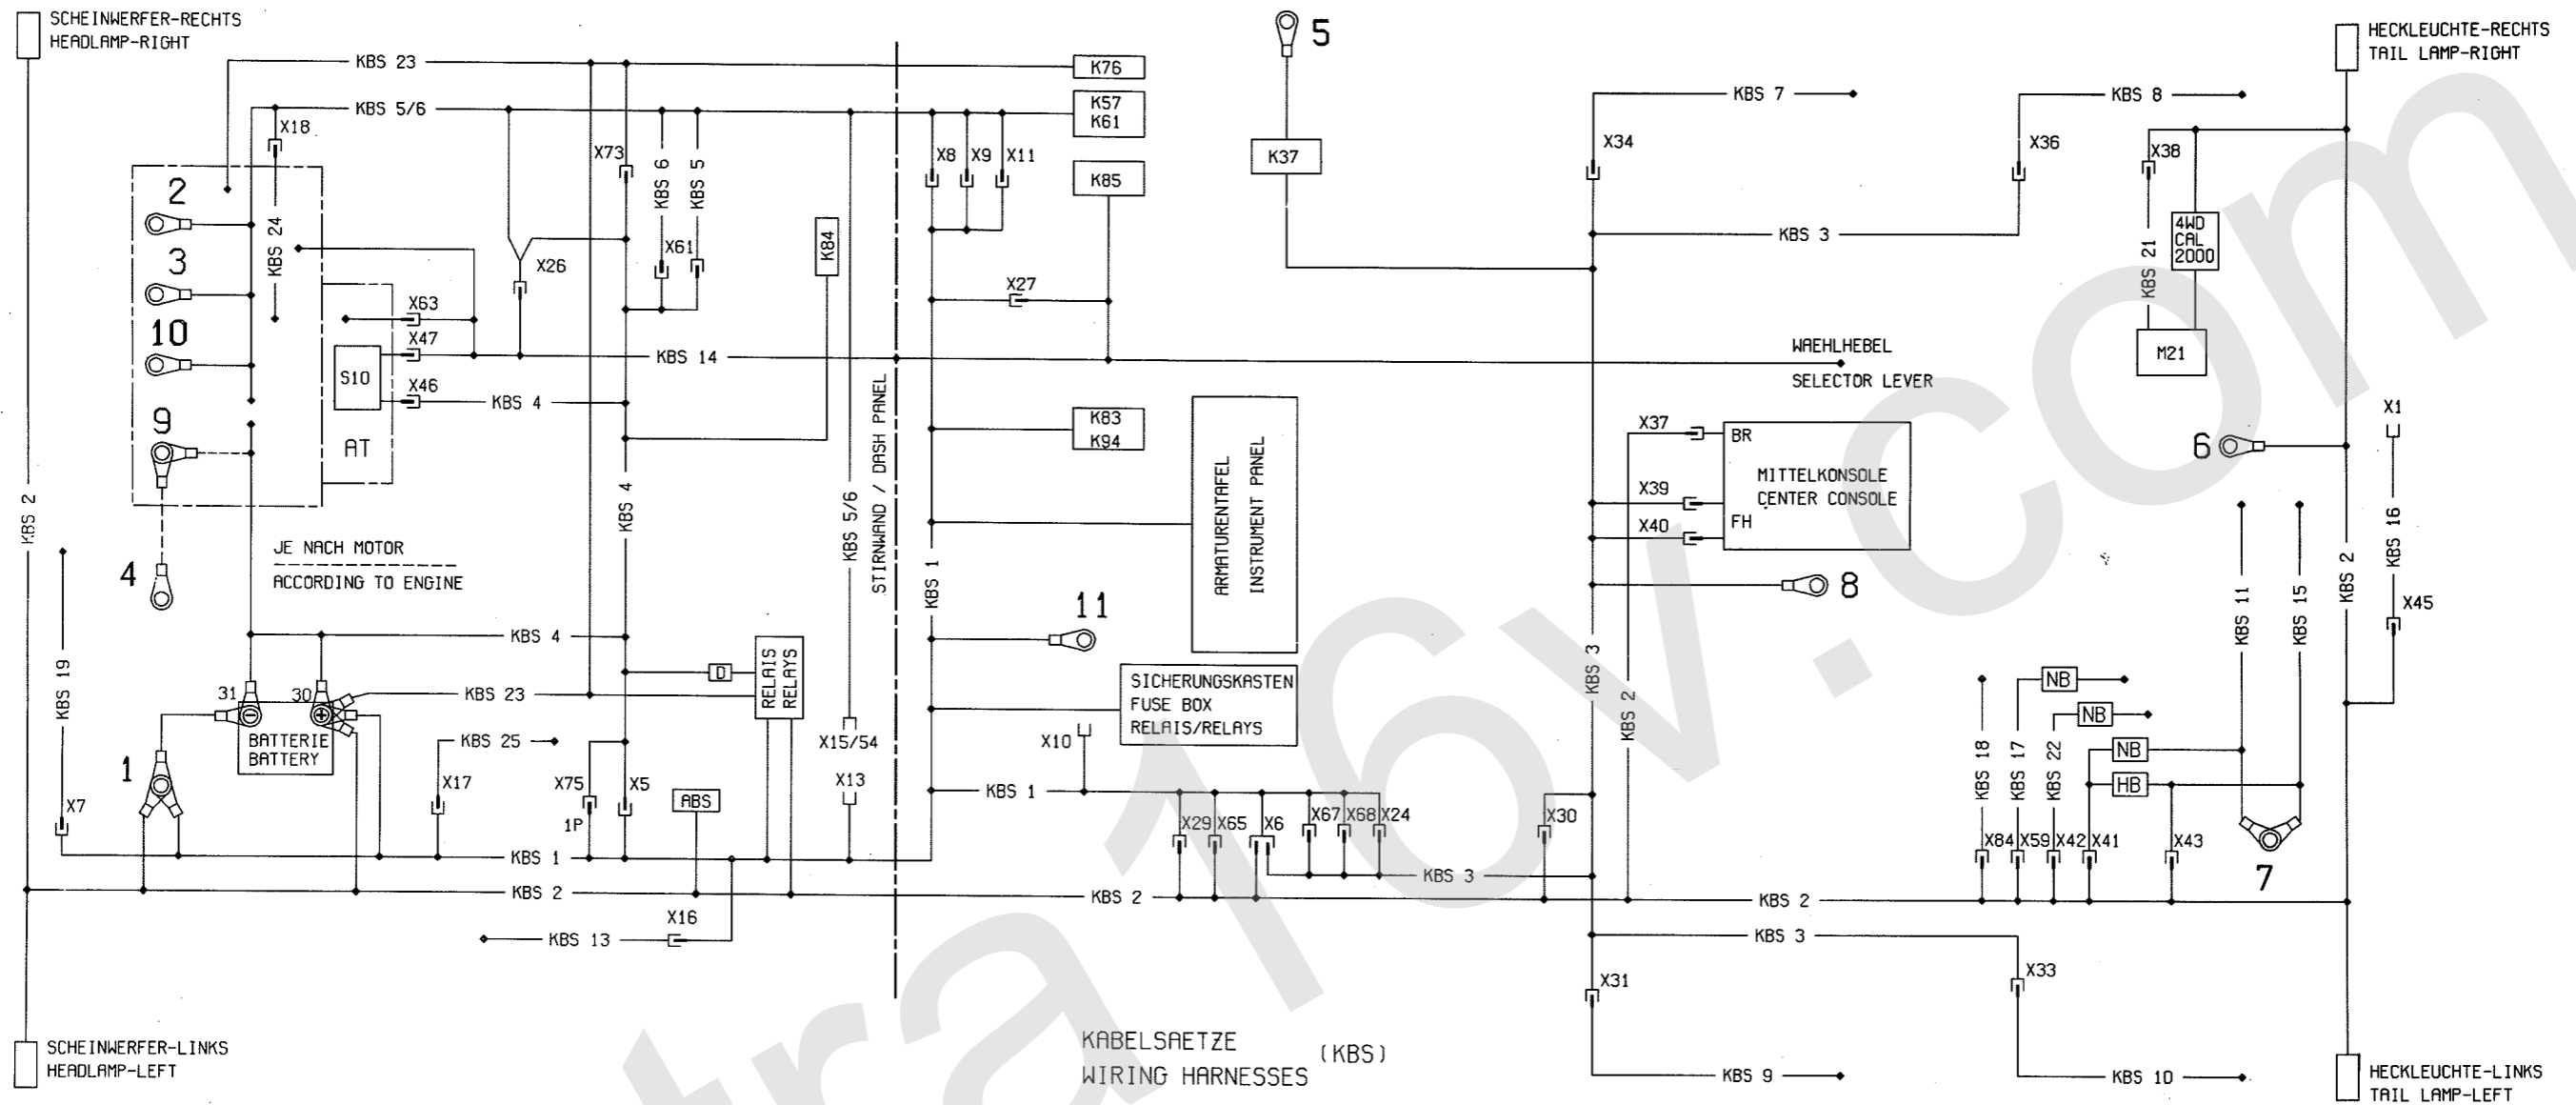 SCHEINWERFER-RECHTS
HEADLAMP-RIGHT
KBS 23
K76
5
HECKLEUCHTE-RECHTS
TAIL LAMP-RIGHT
KBS 5/6
K57
K61
KBS 7
KBS 8
X18
X73
KBS 6
KBS 5
X8
X9
X11
K37
X34
X36
X38
K85
2
KBS 24
X61
X26
K84
KBS 3
KBS 21
4WD
CAL
2000
3
X27
10
X63
X47
KBS 14
WAEHLHEBEL
SELECTOR LEVER
M21
S10
X46
KBS 4
9
AT
K83
K94
ARMATURENTAFEL
INSTRUMENT PANEL
X37
BR
MITTELKONSOLE
CENTER CONSOLE
X39
FH
X40
X1
6
KBS 2
KBS 4
KBS 5/6
STIRNWAND / DASH PANEL
KBS 1
KBS 16
KBS 2
JE NACH MOTOR
ACCORDING TO ENGINE
4
8
11
KBS 11
KBS 15
X45
KBS 19
KBS 4
D
RELAIS
RELAYS
KBS 3
KBS 2
31
30
KBS 23
SICHERUNGSKASTEN
FUSE BOX
RELAIS/RELAYS
NB
NB
BATTERIE
BATTERY
KBS 25
X15/54
X10
KBS 18
KBS 17
KBS 22
NB
HB
1
X7
X17
X75
1P
X5
ABS
X13
KBS 1
X29
X65
X6
X67
X68
X24
X30
X84
X59
X42
X41
X43
7
KBS 1
KBS 2
KBS 2
KBS 3
KBS 2
X16
KBS 13
KBS 3
X31
X33
KABELSAETZE
WIRING HARNESSES
(KBS)
SCHEINWERFER-LINKS
HEADLAMP-LEFT
KBS 9
KBS 10
HECKLEUCHTE-LINKS
TAIL LAMP-LEFT
tra16v.com